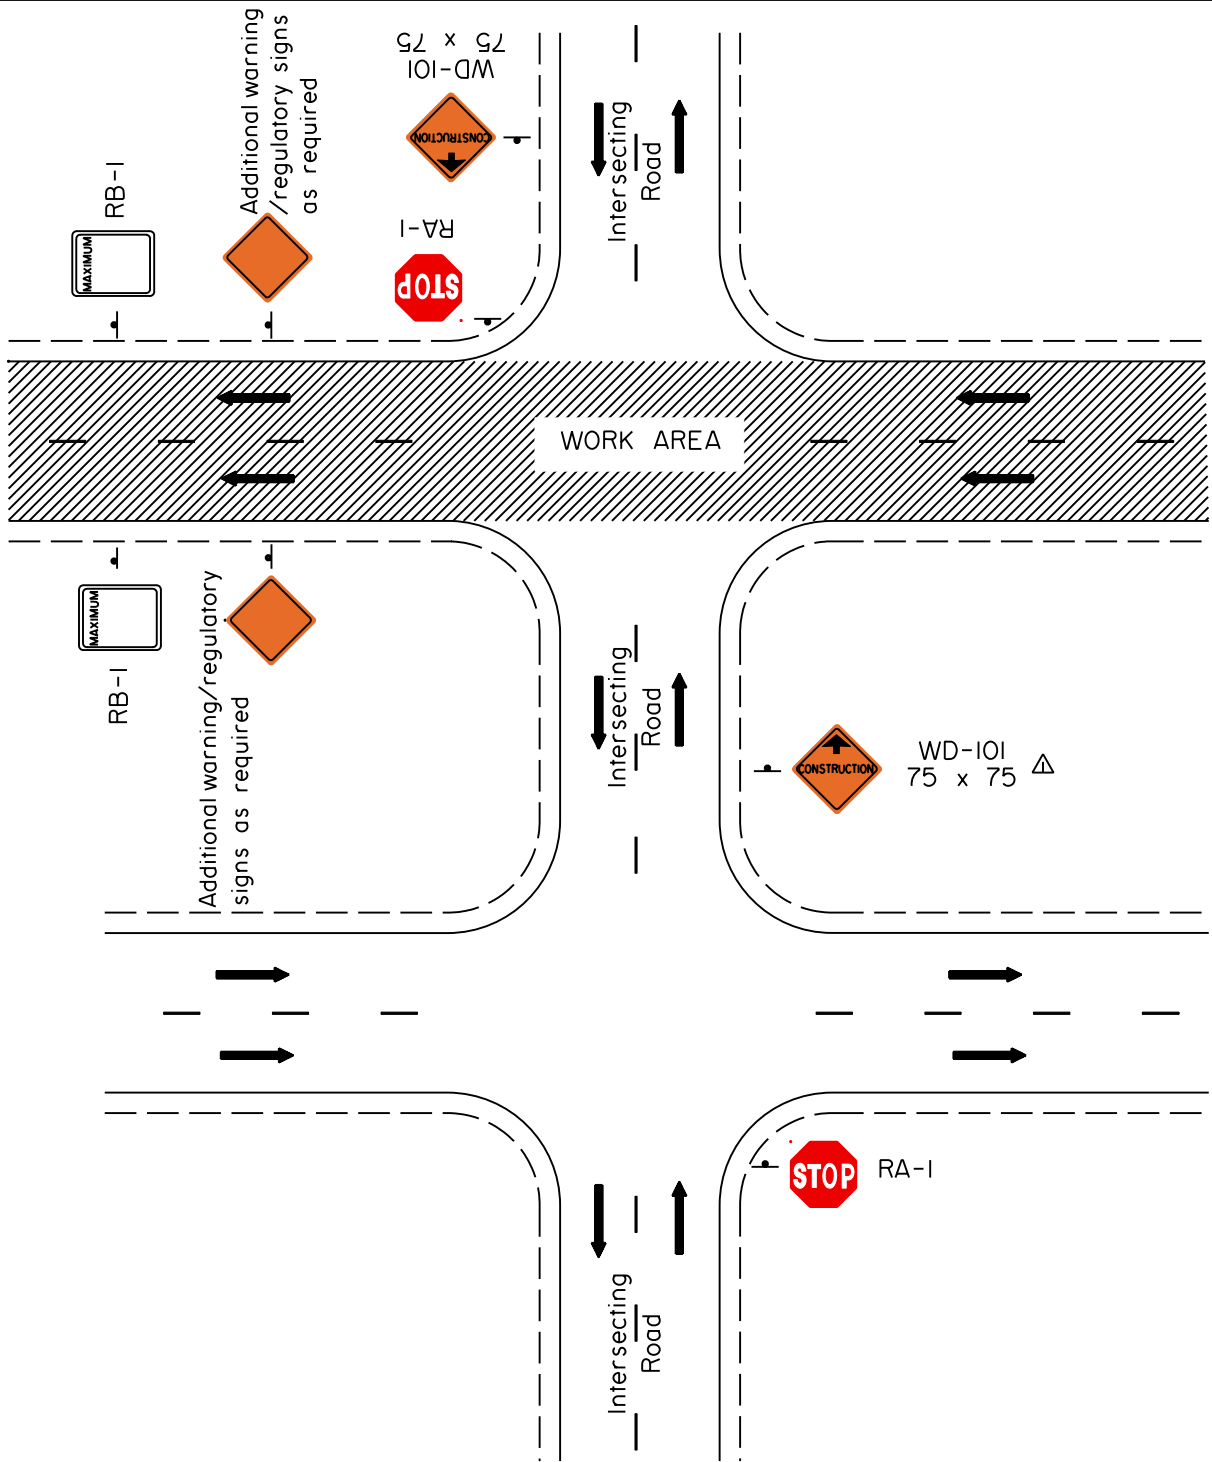 Additional warning
/regulatory signs
as required
WD-101
75 x 75
CONSTRUCTION
RB-1
MAXIMUM
RA-1
STOP
Intersecting
Road
WORK AREA
MAXIMUM
RB-1
Additional warning/regulatory
signs as required
Intersecting
Road
CONSTRUCTION
WD-101
75 x 75
1
STOP
RA-1
Intersecting
Road